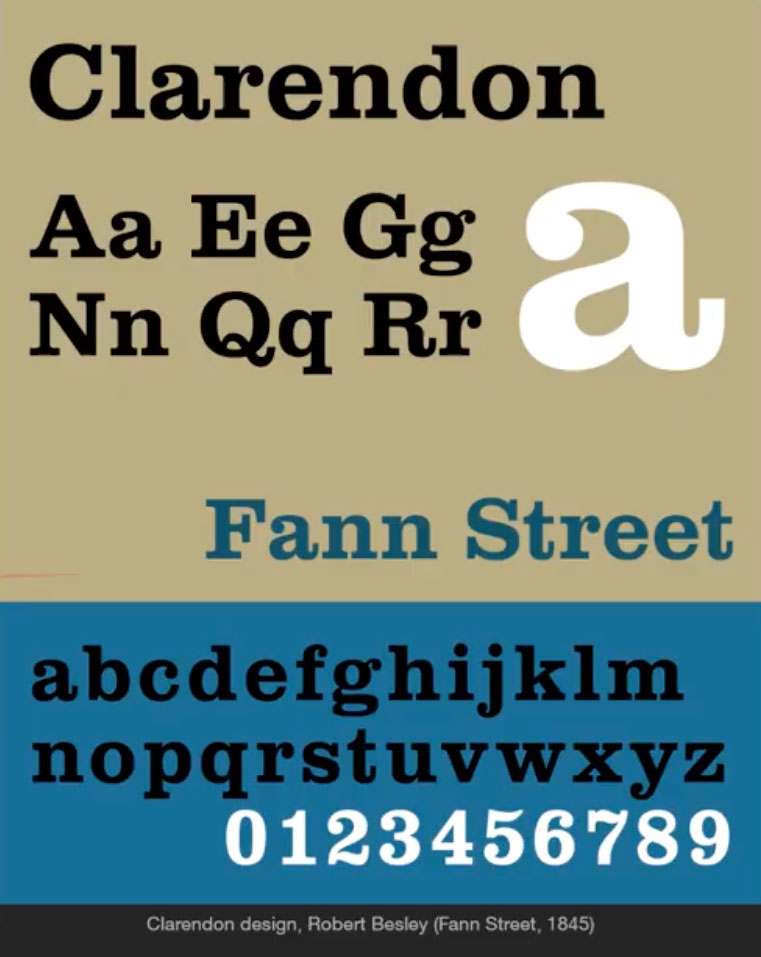 Clarendon
Aa Ee Gg
Nn Qq Rr
a
Fann Street
abcdefghijklm
nopqrstuvwxyz
0123456789
Clarendon design, Robert Besley (Fann Street, 1845)